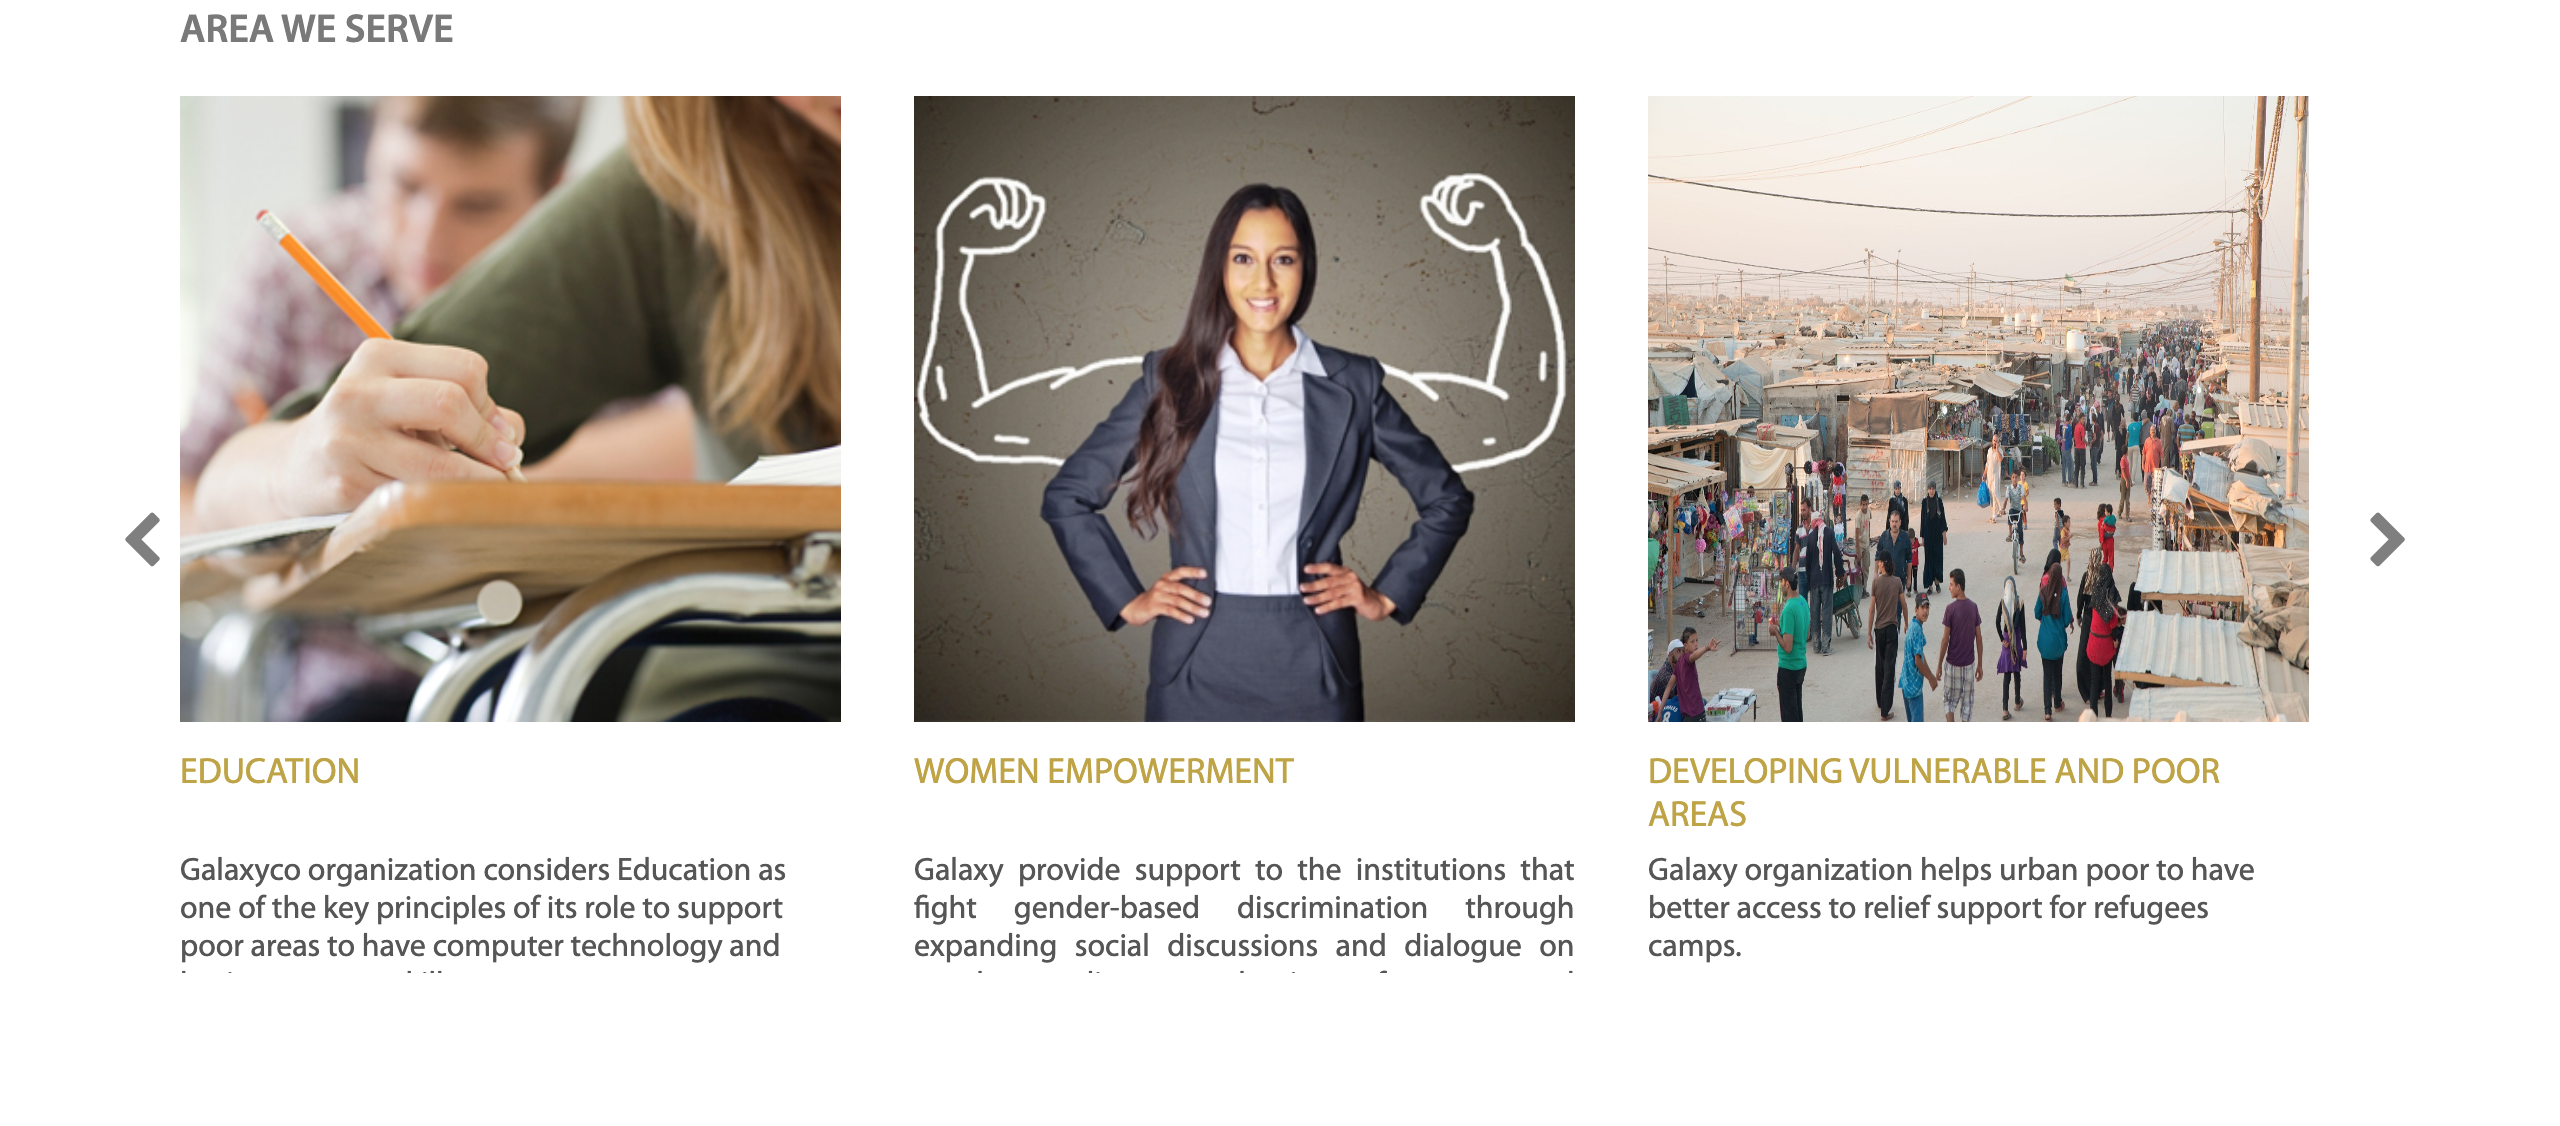 AREA WE SERVE
EDUCATION
Galaxyco organization considers Education as
one of the key principles of its role to support
poor areas to have computer technology and
WOMEN EMPOWERMENT
Galaxy provide support to the institutions that
fight gender-based discrimination through
expanding social discussions and dialogue on
DEVELOPING VULNERABLE AND POOR
AREAS
Galaxy organization helps urban poor to have
better access to relief support for refugees
camps.